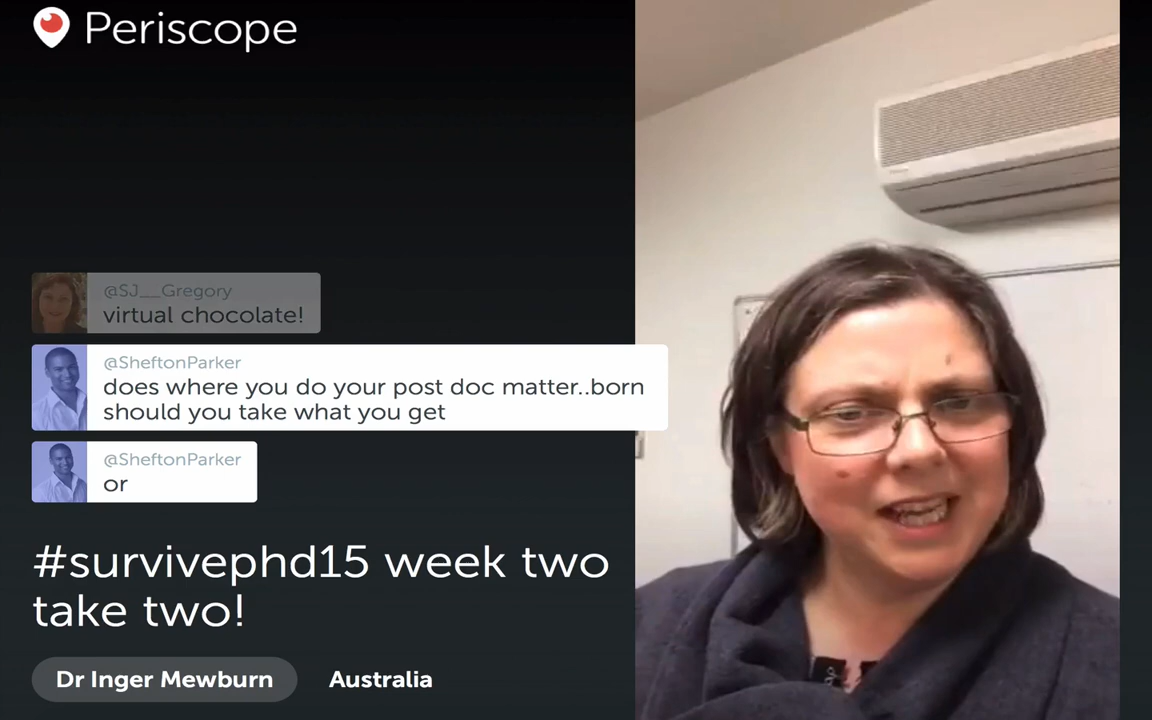 Periscope
@SJ__Gregory
virtual chocolate!
@SheftonParker
does where you do your post doc matter..born
should you take what you get
@SheftonParker
or
#survivephd15 week two
take two!
Dr Inger Mewburn
Australia